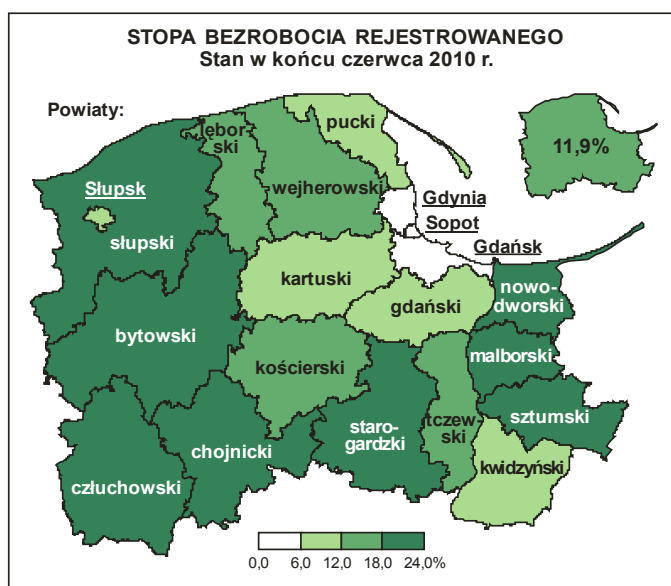 STOPA BEZROBOCIA REJESTROWANEGO
Stan w końcu czerwca 2010 r.
Powiaty:
pucki
lębor-
ski
11,9%
wejherowski
Słupsk
Gdynia
Sopot
słupski
Gdańsk
kartuski
nowo-
dworski
gdański
bytowski
malborski
kościerski
sztumski
staro-
gardzki
tczew-
ski
chojnicki
kwidzyński
człuchowski
0,0 6,0 12,0 18,0 24,0%